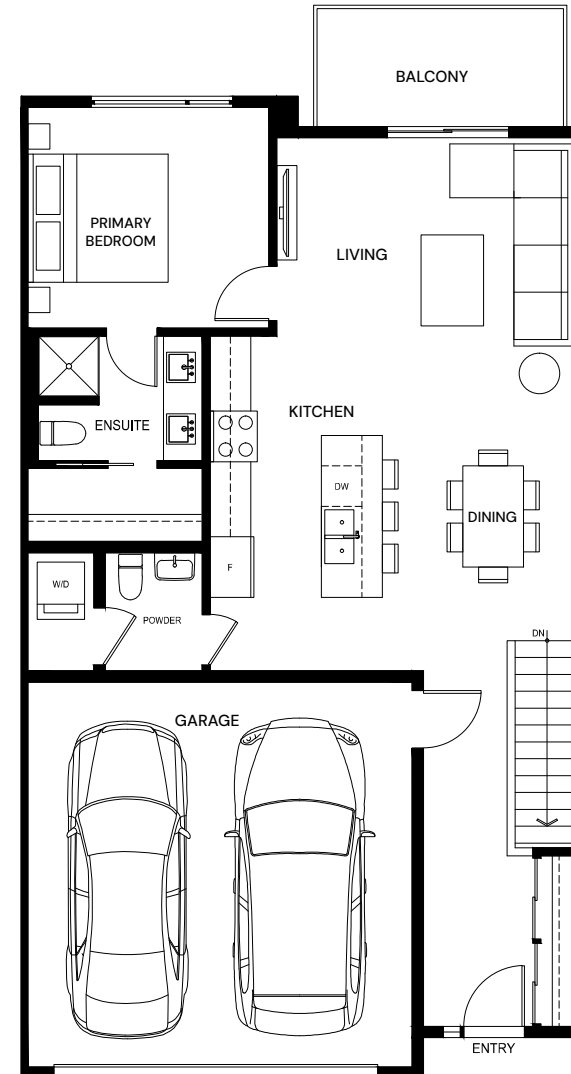 BALCONY
PRIMARY
BEDROOM
LIVING
KITCHEN
ENSUITE
DW
DINING
F
W/D
POWDER
DN
GARAGE
ENTRY